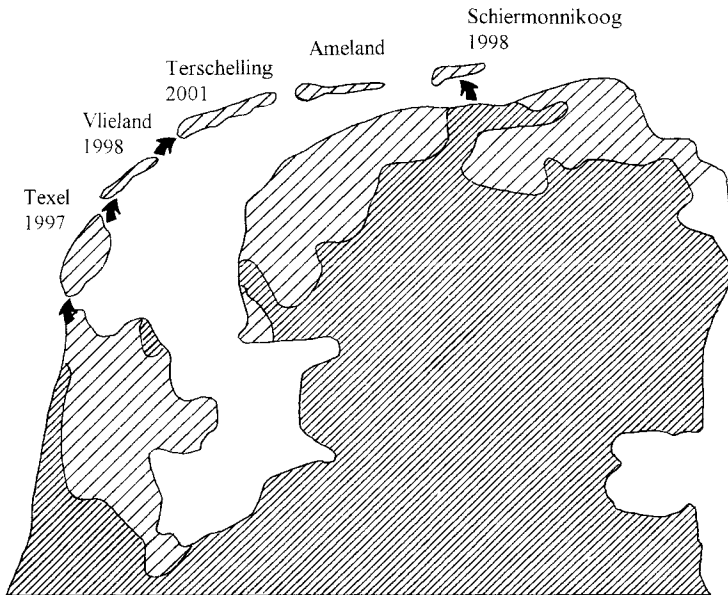 Schiermonnikoog
1998
Ameland
Terschelling
2001
Vlieland
1998
Texel
1997